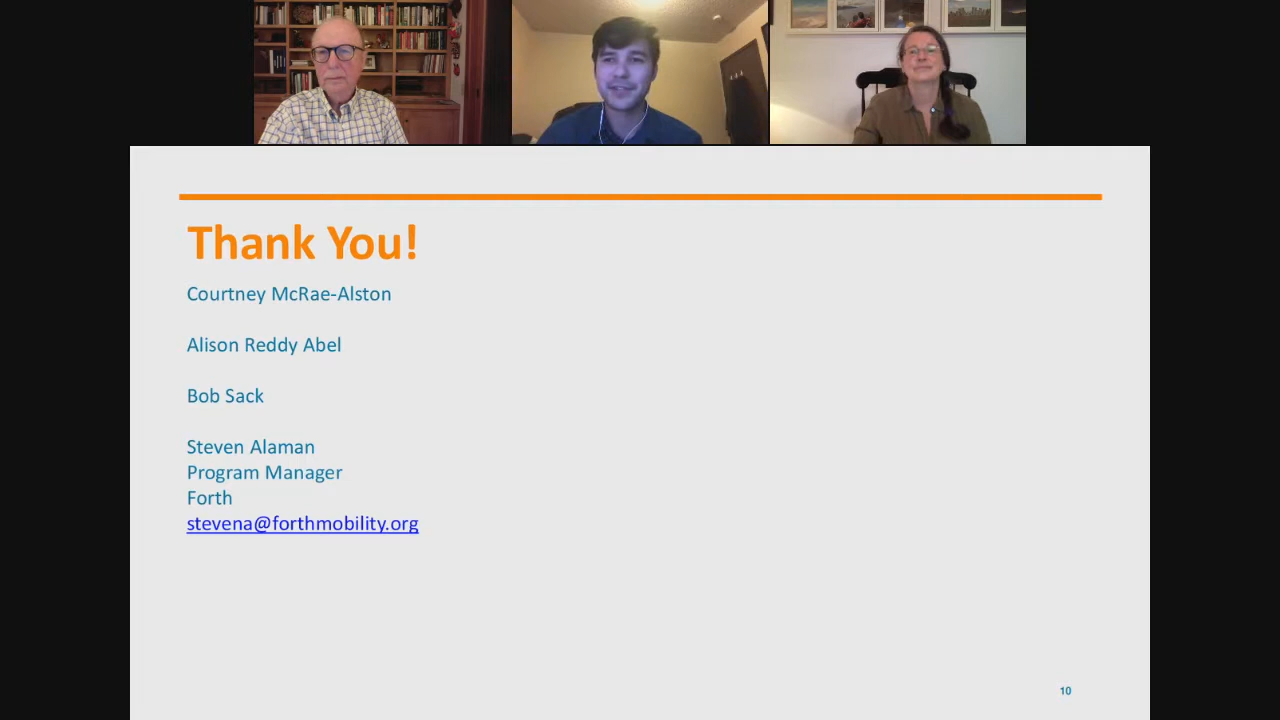 Thank You!
Courtney McRae-Alston
Alison Reddy Abel
Bob Sack
Steven Alaman
Program Manager
Forth
stevena@forthmobility.org
10